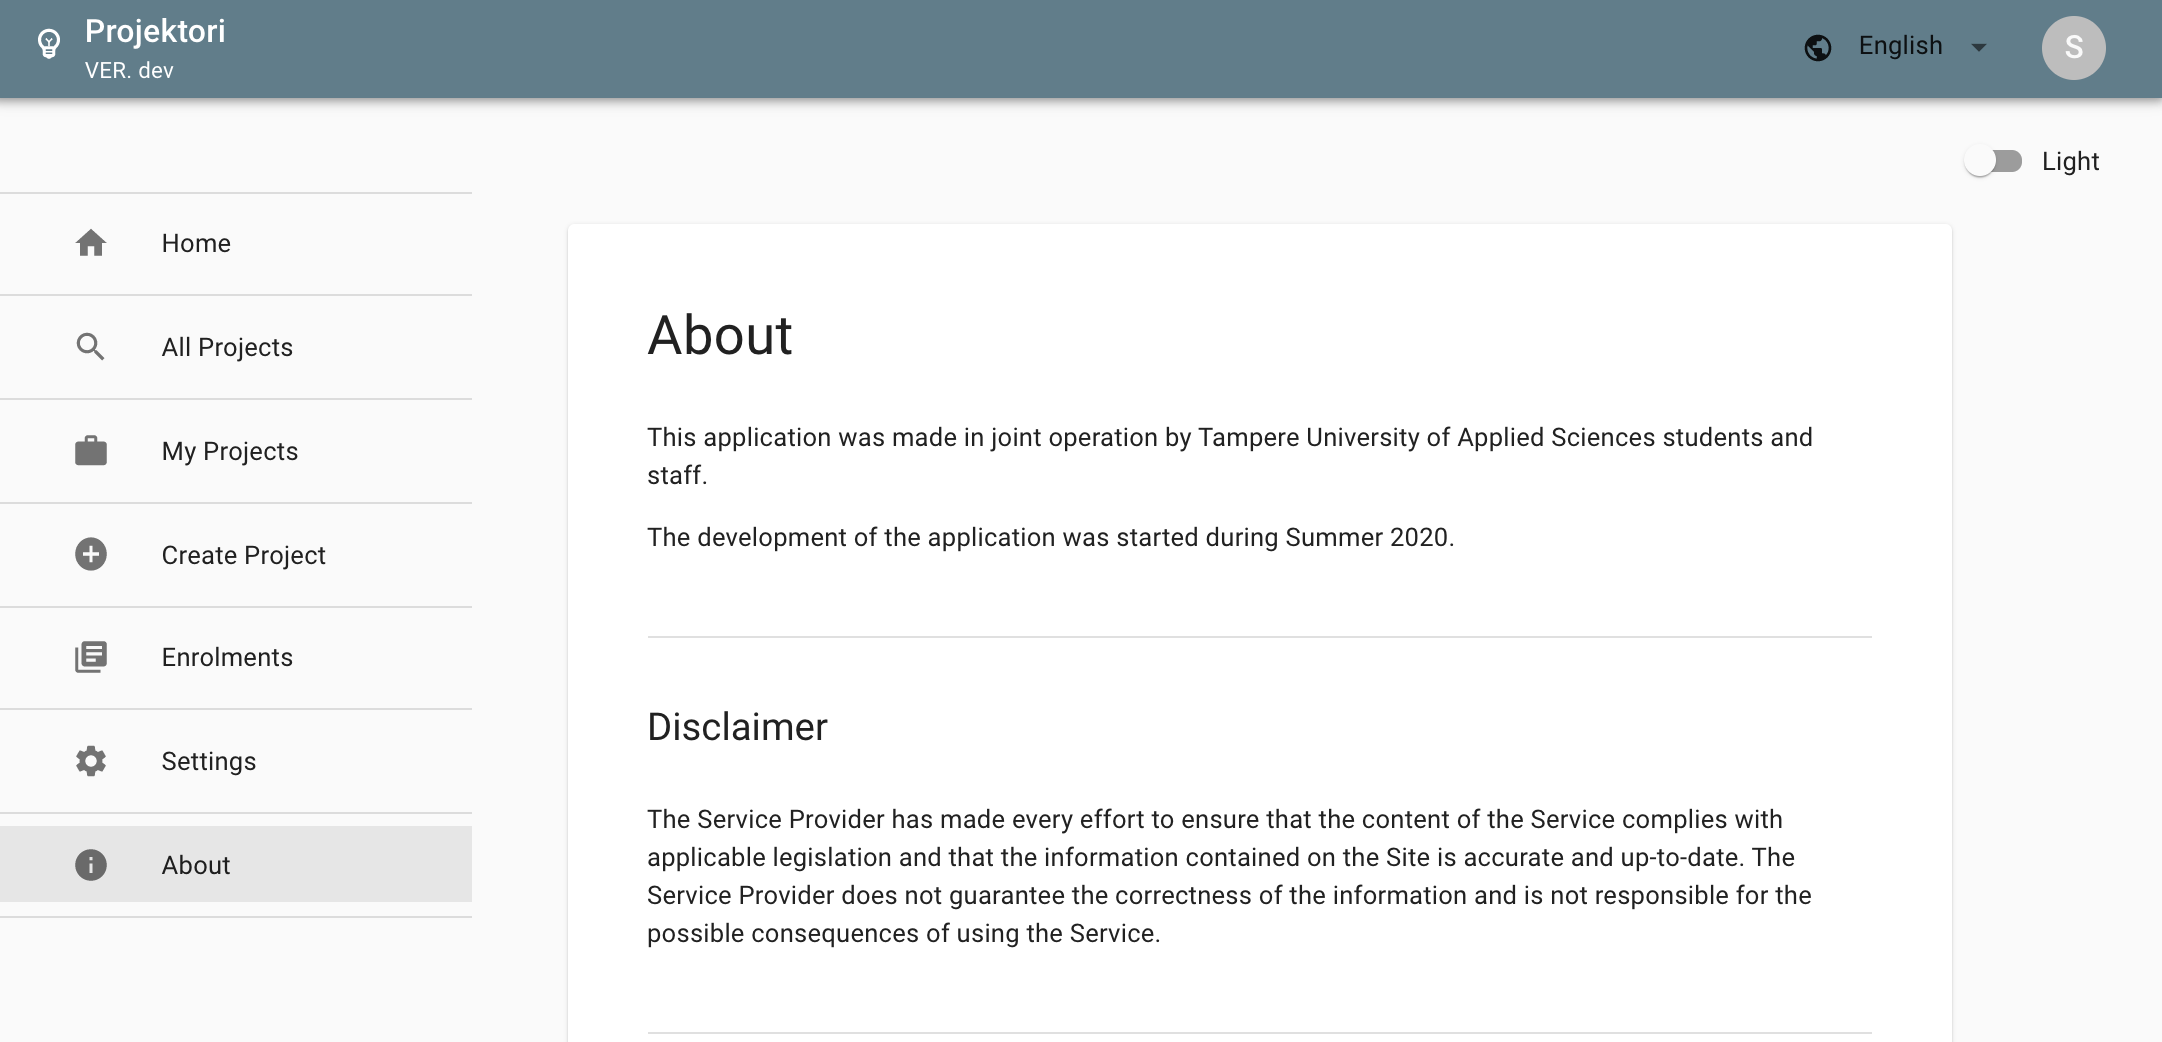 Projektori
VER. dev
English
S
Light
Home
All Projects
My Projects
Create Project
Enrolments
Settings
About
About
This application was made in joint operation by Tampere University of Applied Sciences students and
staff.
The development of the application was started during Summer 2020.
Disclaimer
The Service Provider has made every effort to ensure that the content of the Service complies with
applicable legislation and that the information contained on the Site is accurate and up-to-date. The
Service Provider does not guarantee the correctness of the information and is not responsible for the
possible consequences of using the Service.